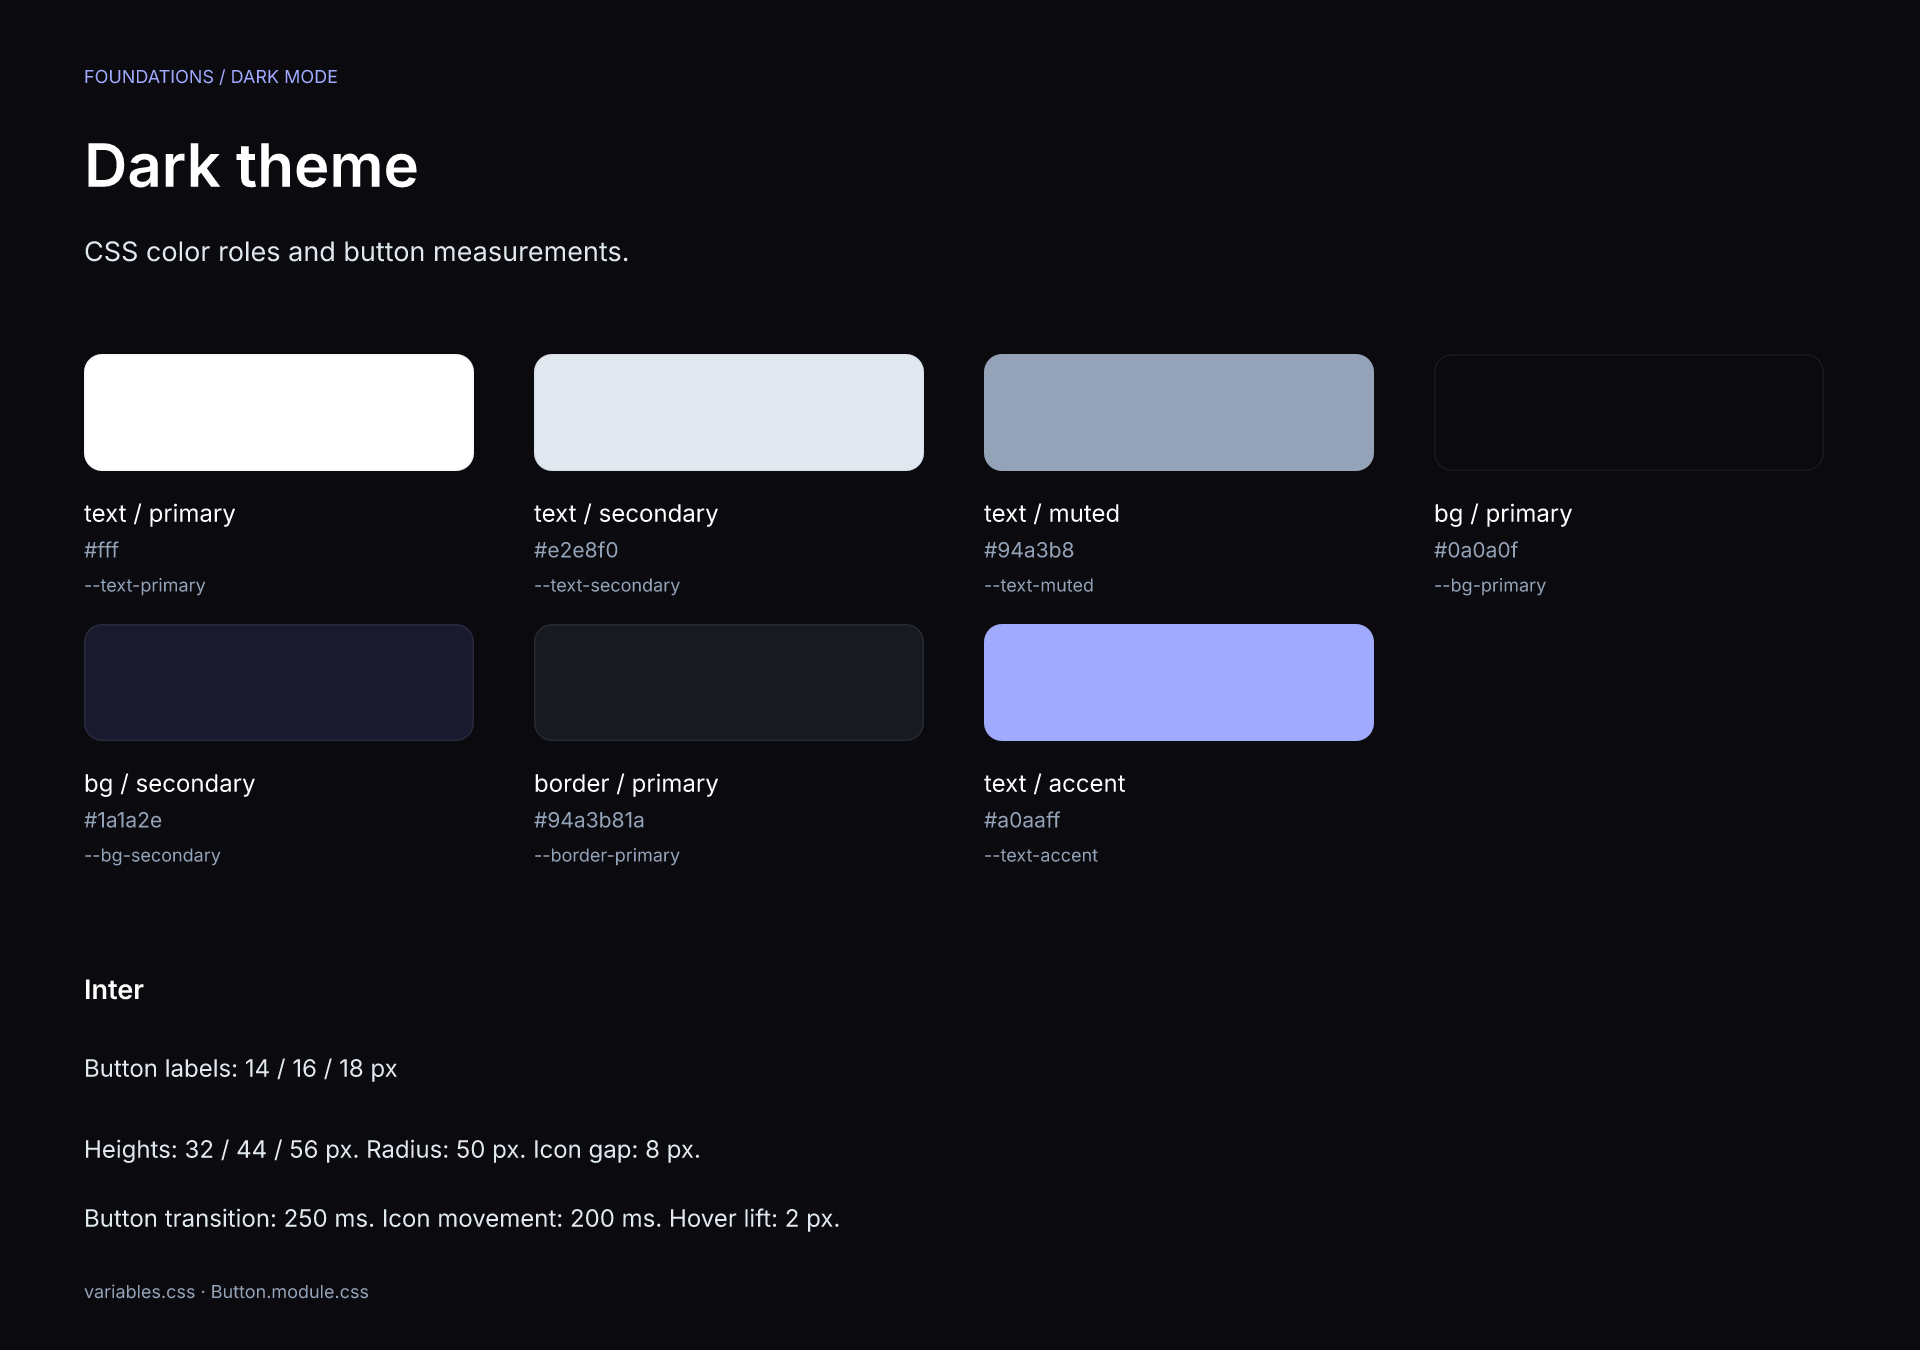 FOUNDATIONS / DARK MODE
Dark theme
CSS color roles and button measurements.
text / primary
#fff
--text-primary
text / secondary
#e2e8f0
--text-secondary
text / muted
#94a3b8
--text-muted
bg / primary
#0a0a0f
--bg-primary
bg / secondary
#1a1a2e
--bg-secondary
border / primary
#94a3b81a
--border-primary
text / accent
#a0aaff
--text-accent
Inter
Button labels: 14 / 16 / 18 px
Heights: 32 / 44 / 56 px. Radius: 50 px. Icon gap: 8 px.
Button transition: 250 ms. Icon movement: 200 ms. Hover lift: 2 px.
variables.css · Button.module.css